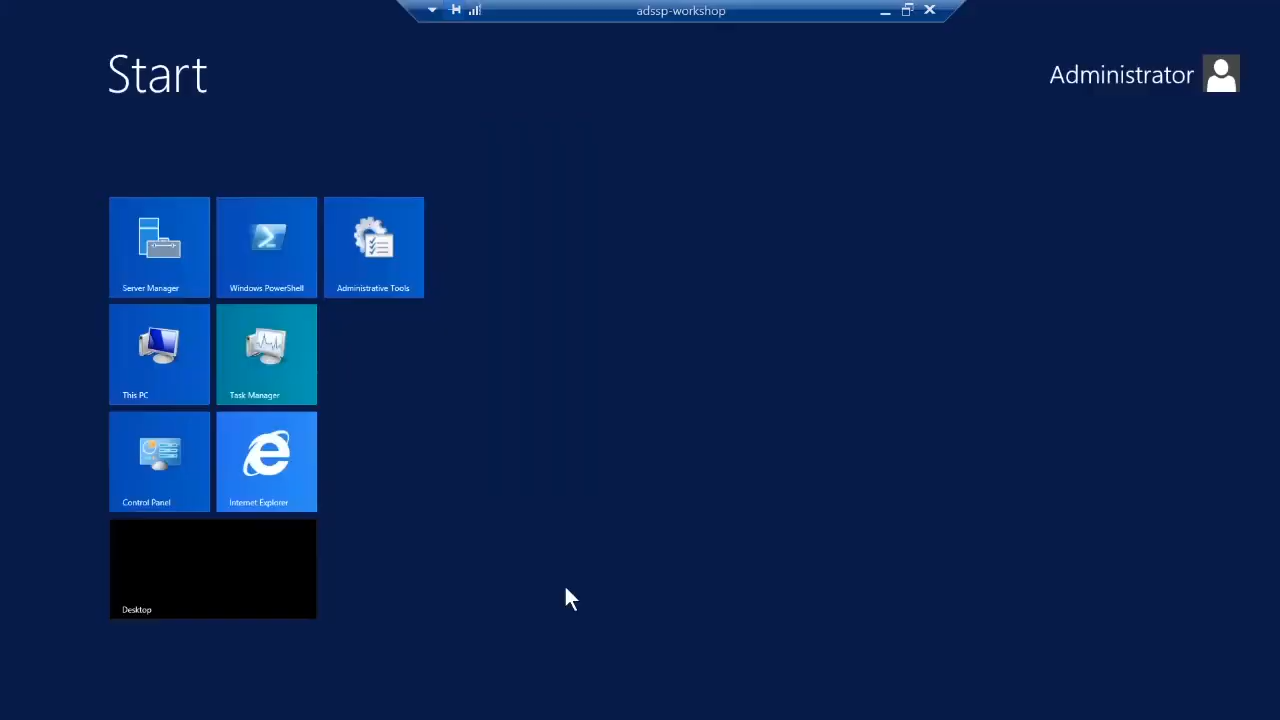 adssp-workshop
Start
Administrator
Server Manager
Windows PowerShell
Administrative Tools
This PC
Task Manager
Control Panel
Internet Explorer
Desktop